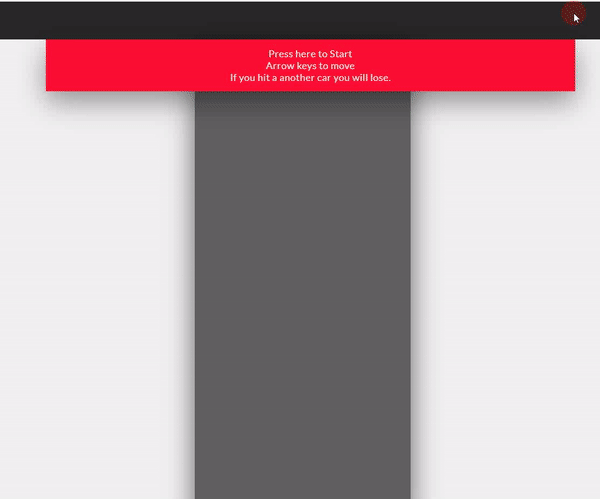 Press here to Start
Arrow keys to move
If you hit a another car you will lose.